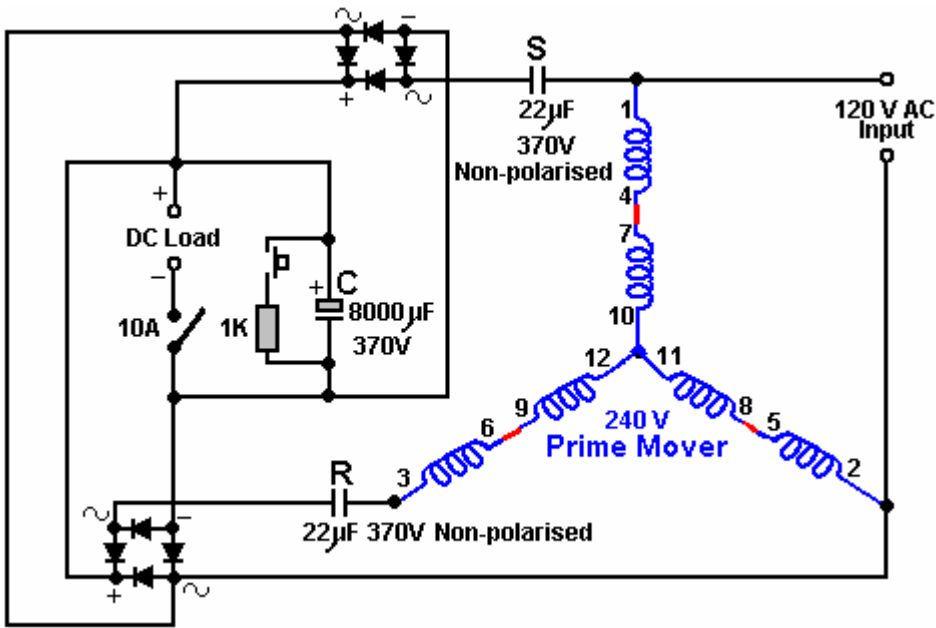 ~
−
+
~
S
22µF
370V
Non-polarised
120 V AC
Input
1
4
7
10
+
DC Load
−
10A
1K
+
C
8000µF
370V
12
11
9
8
6
5
3
2
240 V
Prime Mover
R
22µF 370V Non-polarised
~
−
+
~